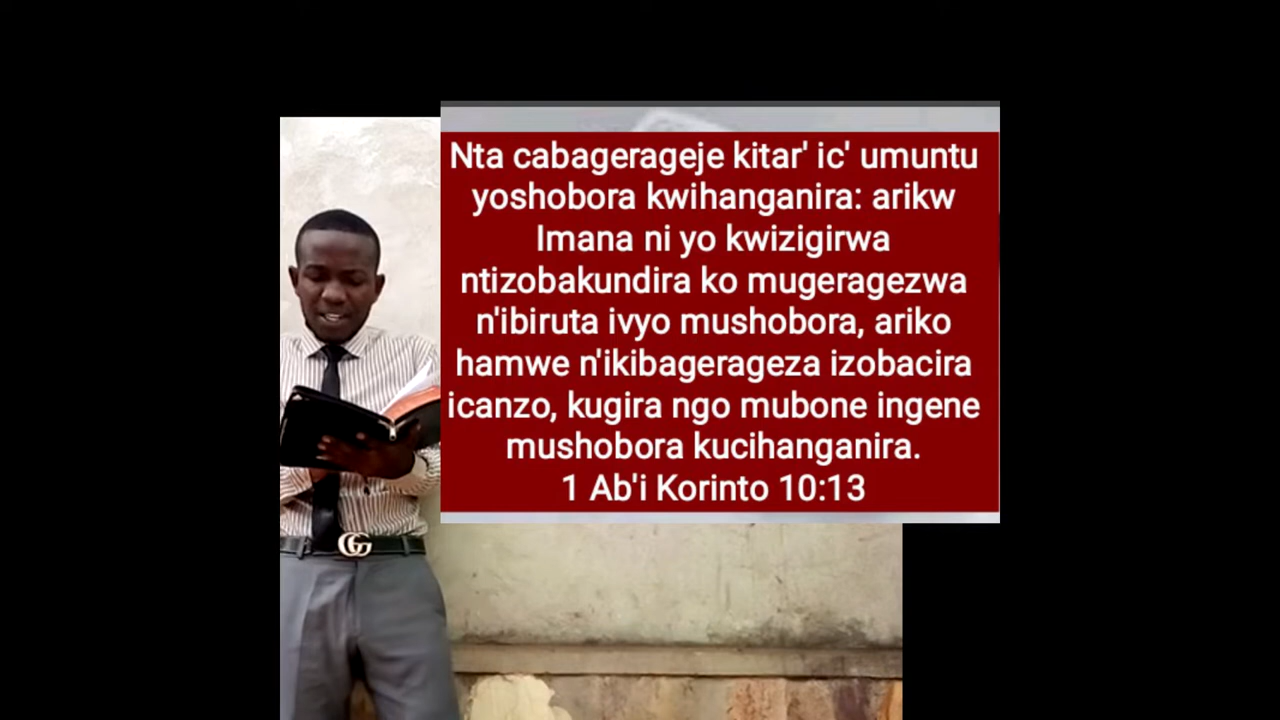 Nta cabagerageje kitar' ic' umuntu
yoshobora kwihanganira: arikw
Imana ni yo kwizigirwa
ntizobakundira ko mugeragezwa
n'ibiruta ivyo mushobora, ariko
hamwe n'ikibagerageza izobacira
icanzo, kugira ngo mubone ingene
mushobora kucihanganira.
1 Ab'i Korinto 10:13